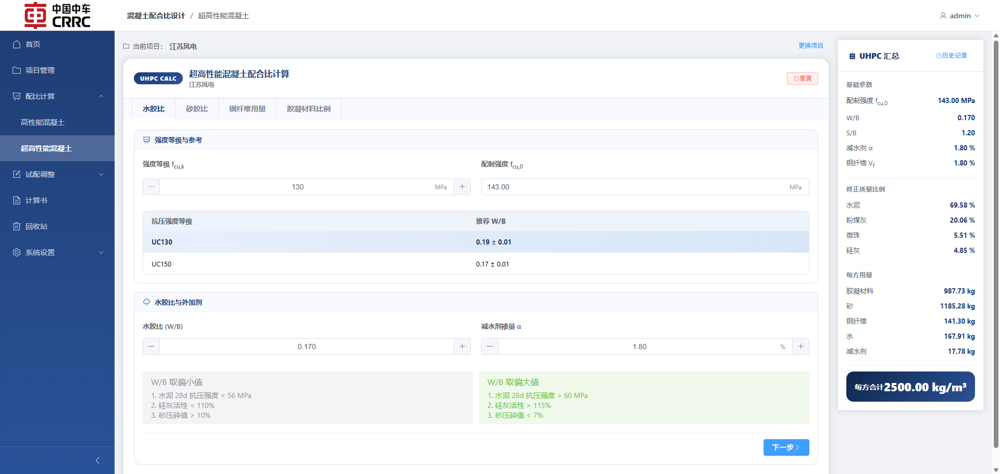 中国中车
CRRC
混凝土配合比设计 / 超高性能混凝土
admin
首页
项目管理
配比计算
高性能混凝土
超高性能混凝土
试配调整
计算书
回收站
系统设置
当前项目： 江苏风电
更换项目
UHPC CALC
超高性能混凝土配合比计算
江苏风电
重置
水胶比 砂胶比 钢纤维用量 胶凝材料比例
强度等级与参考
强度等级 fcu,k 配制强度 fcu,0
130 MPa 143.00 MPa
抗压强度等级 推荐 W/B
UC130 0.19 ± 0.01
UC150 0.17 ± 0.01
水胶比与外加剂
水胶比 (W/B) 减水剂掺量 α
0.170 1.80 %
W/B 取偏小值
1. 水泥 28d 抗压强度 < 56 MPa
2. 硅灰活性 < 110%
3. 砂压碎值 > 10%
W/B 取偏大值
1. 水泥 28d 抗压强度 > 60 MPa
2. 硅灰活性 > 115%
3. 砂压碎值 < 7%
下一步
UHPC 汇总 历史记录
基础参数
配制强度 fcu,0 143.00 MPa
W/B 0.170
S/B 1.20
减水剂 α 1.80 %
钢纤维 Vf 1.80 %
修正质量比例
水泥 69.58 %
粉煤灰 20.06 %
微珠 5.51 %
硅灰 4.85 %
每方用量
胶凝材料 987.73 kg
砂 1185.28 kg
钢纤维 141.30 kg
水 167.91 kg
减水剂 17.78 kg
每方合计2500.00 kg/m³